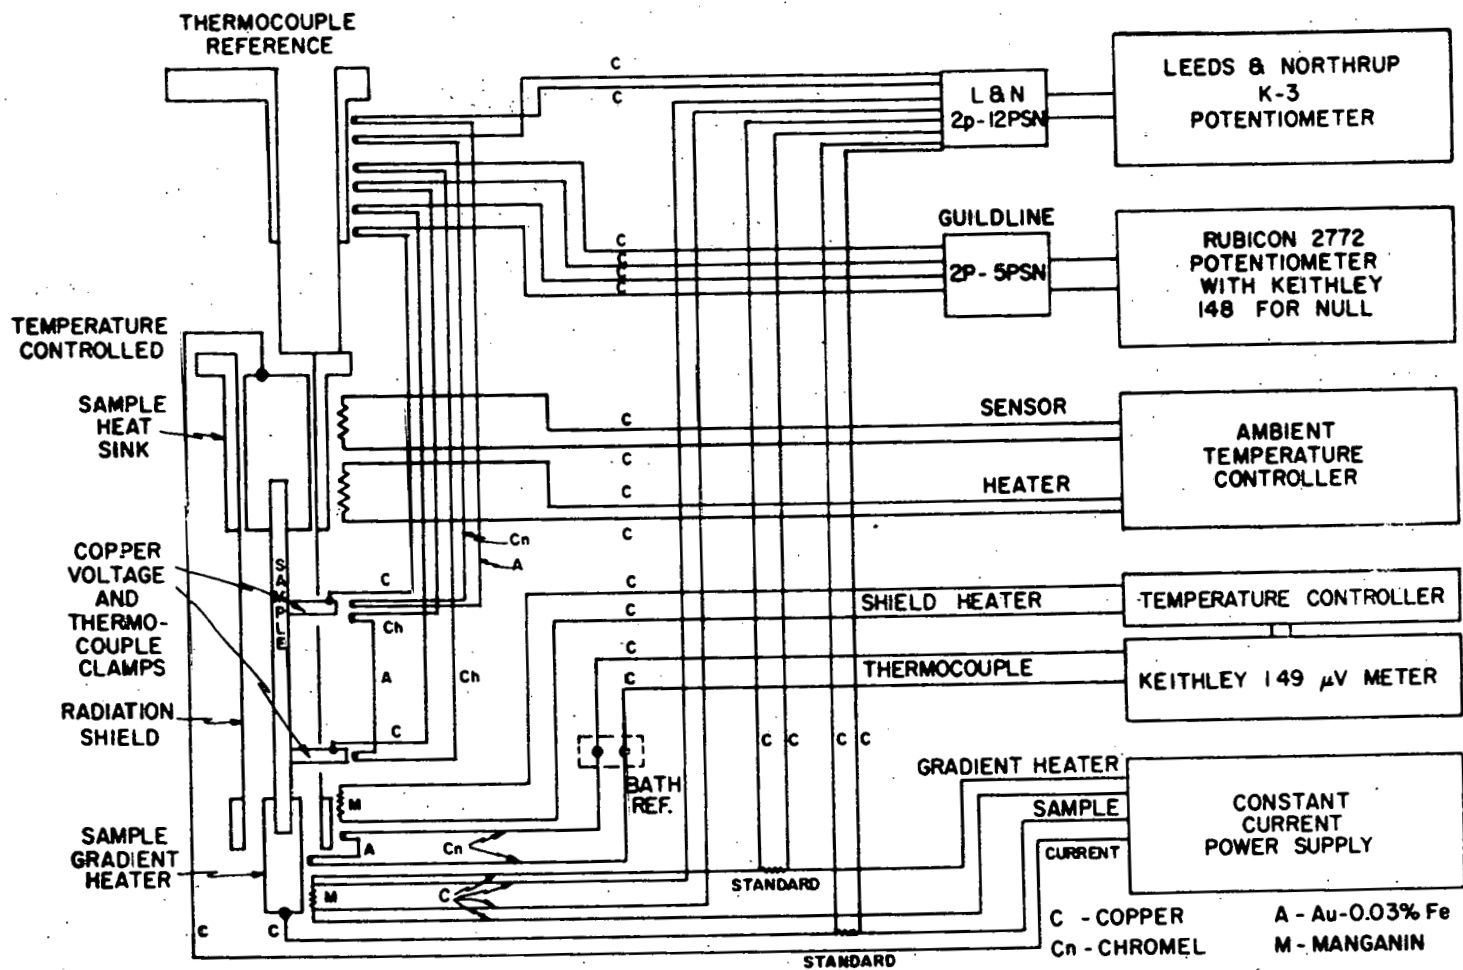 THERMOCOUPLE
REFERENCE
C
C
L & N
2p-12PSN
LEEDS & NORTHRUP
K-3
POTENTIOMETER
GUILDLINE
C
C
C
C
2P-5PSN
RUBICON 2772
POTENTIOMETER
WITH KEITHLEY
148 FOR NULL
TEMPERATURE
CONTROLLED
SAMPLE
HEAT
SINK
SENSOR
C
C
HEATER
C
C
AMBIENT
TEMPERATURE
CONTROLLER
Cn
A
COPPER
VOLTAGE
AND
THERMO-
COUPLE
CLAMPS
SAMPLE
C
Ch
A
Ch
C
C
C
SHIELD HEATER
TEMPERATURE CONTROLLER
C
C
THERMOCOUPLE
KEITHLEY 149 μV METER
RADIATION
SHIELD
BATH
REF.
C
C
C
C
GRADIENT HEATER
SAMPLE
CURRENT
CONSTANT
CURRENT
POWER SUPPLY
M
A
Cn
SAMPLE
GRADIENT
HEATER
M
C
STANDARD
C
C
STANDARD
C - COPPER
A - Au-0.03% Fe
Cn - CHROMEL
M - MANGANIN